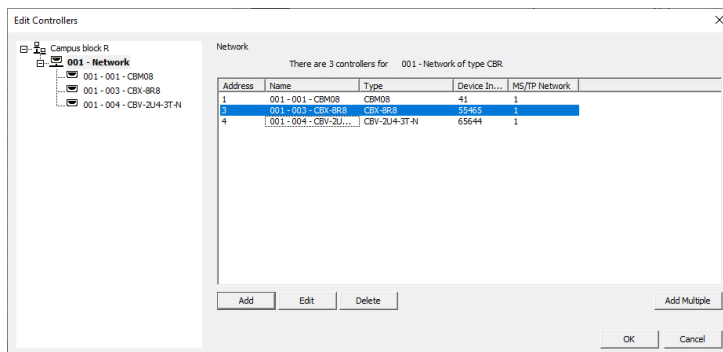 Edit Controllers
Campus block R
001 - Network
001 - 001 - CBM08
001 - 003 - CBX-8R8
001 - 004 - CBV-2U4-3T-N
Network
There are 3 controllers for 001 - Network of type CBR
Address Name Type Device In... MS/TP Network
1 001 - 001 - CBM08 CBM08 41 1
3 001 - 003 - CBX-8R8 CBX-8R8 55465 1
4 001 - 004 - CBV-2U... CBV-2U4-3T-N 65644 1
Add Edit Delete Add Multiple
OK Cancel